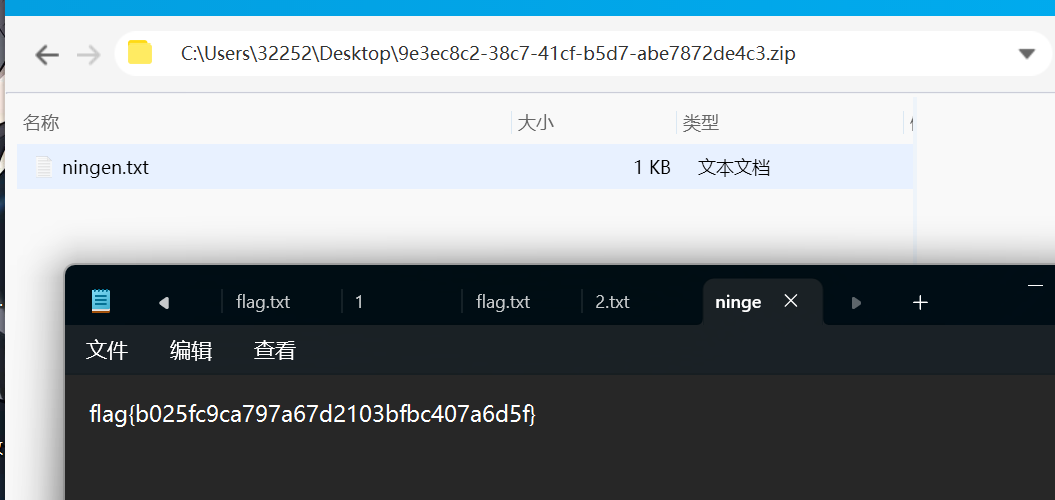 C:\Users\32252\Desktop\9e3ec8c2-38c7-41cf-b5d7-abe7872de4c3.zip
名称 大小 类型
ningen.txt 1 KB 文本文档
flag.txt 1 flag.txt 2.txt ninge
文件 编辑 查看
flag{b025fc9ca797a67d2103bfbc407a6d5f}